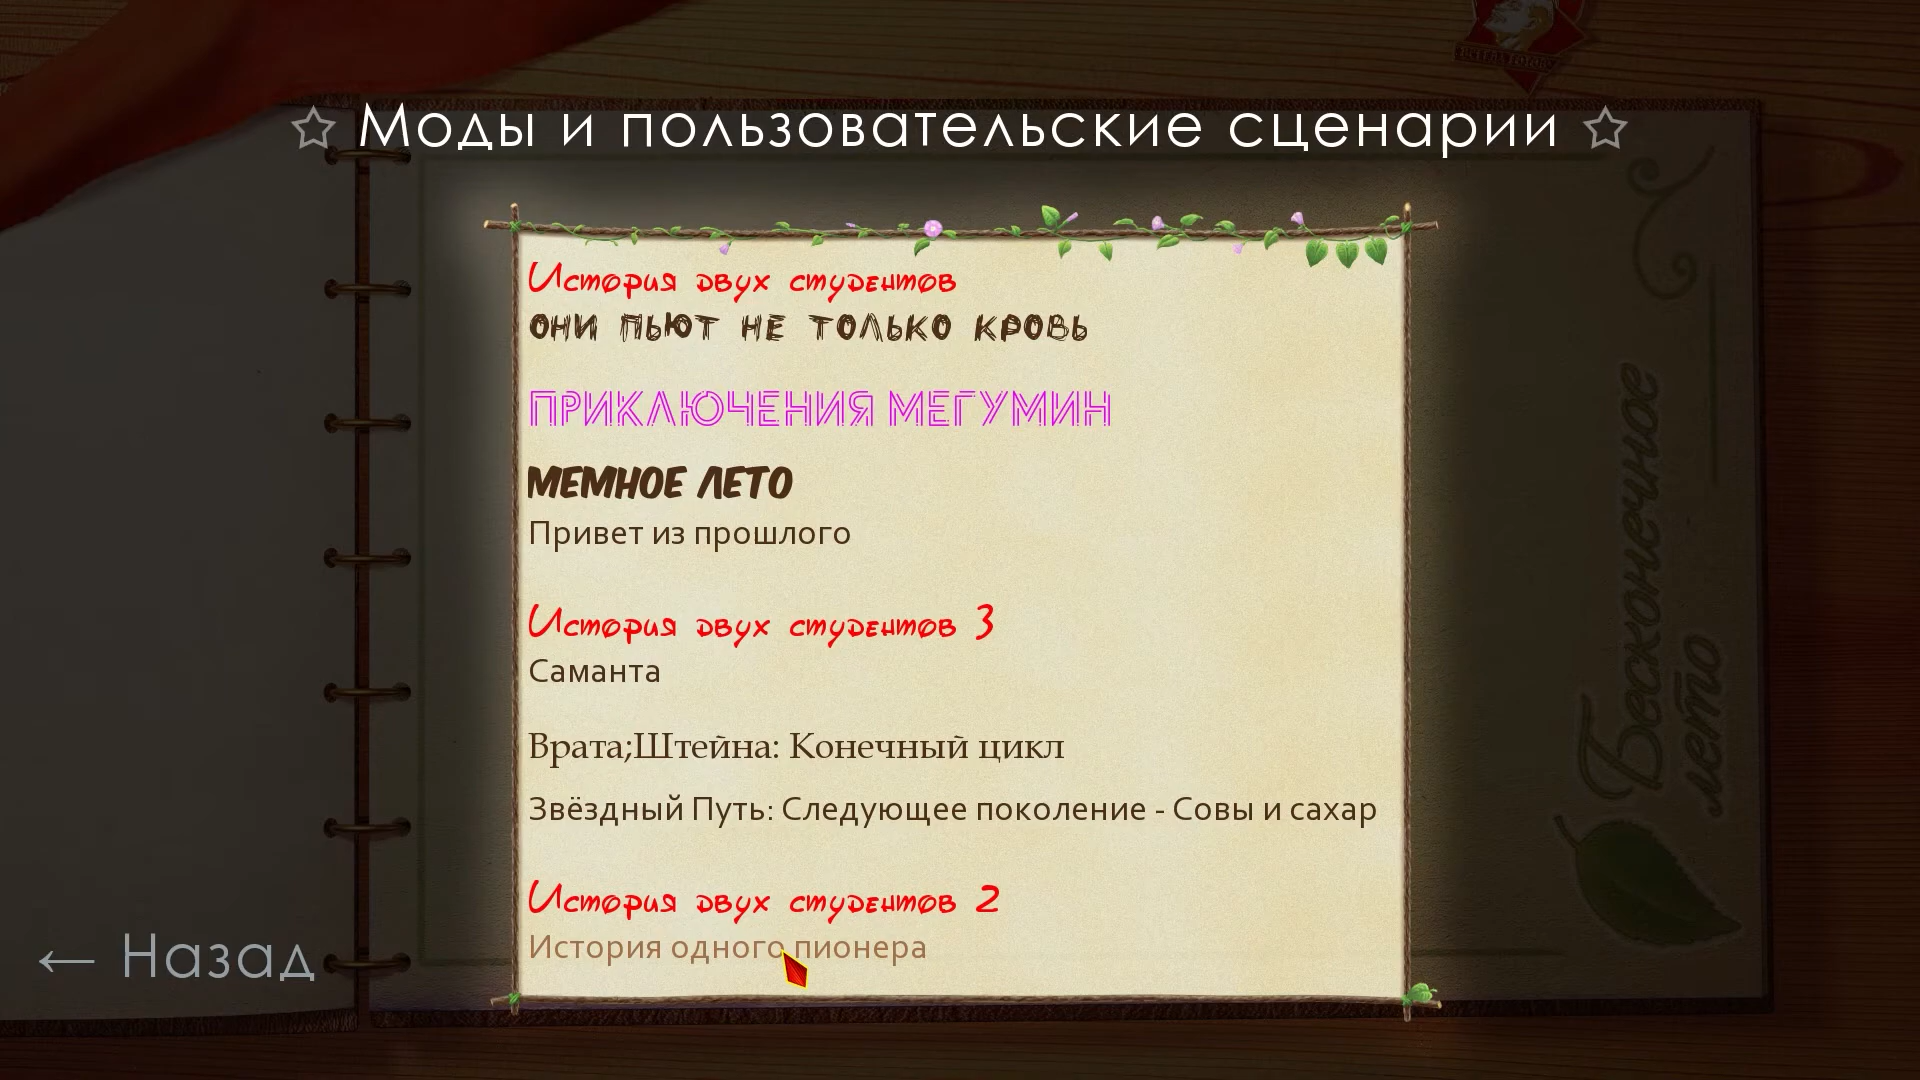 Моды и пользовательские сценарии
История двух студентов
ОНИ ПЬЮТ НЕ ТОЛЬКО КРОВЬ
ПРИКЛЮЧЕНИЯ МЕГУМИН
МЕМНОЕ ЛЕТО
Привет из прошлого
История двух студентов 3
Саманта
Врата;Штейна: Конечный цикл
Звёздный Путь: Следующее поколение - Совы и сахар
История двух студентов 2
История одного пионера
← Назад
Бесконечное
лето
ВСЕГДА ГОТОВ!